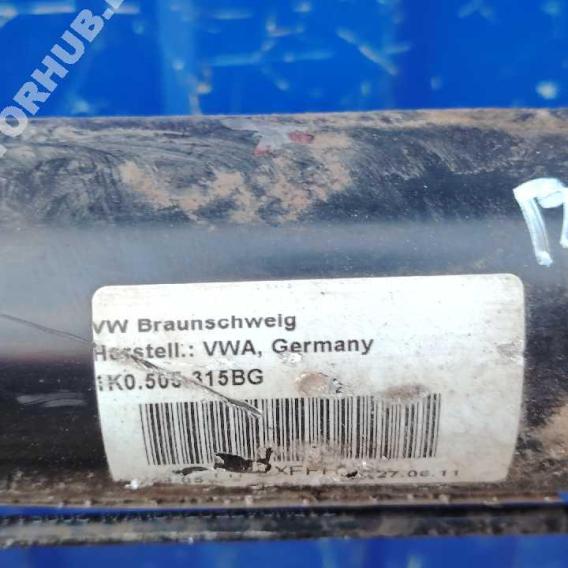 VW Braunschweig
Herstell.: VWA, Germany
1K0.505.315BG
27.06.11